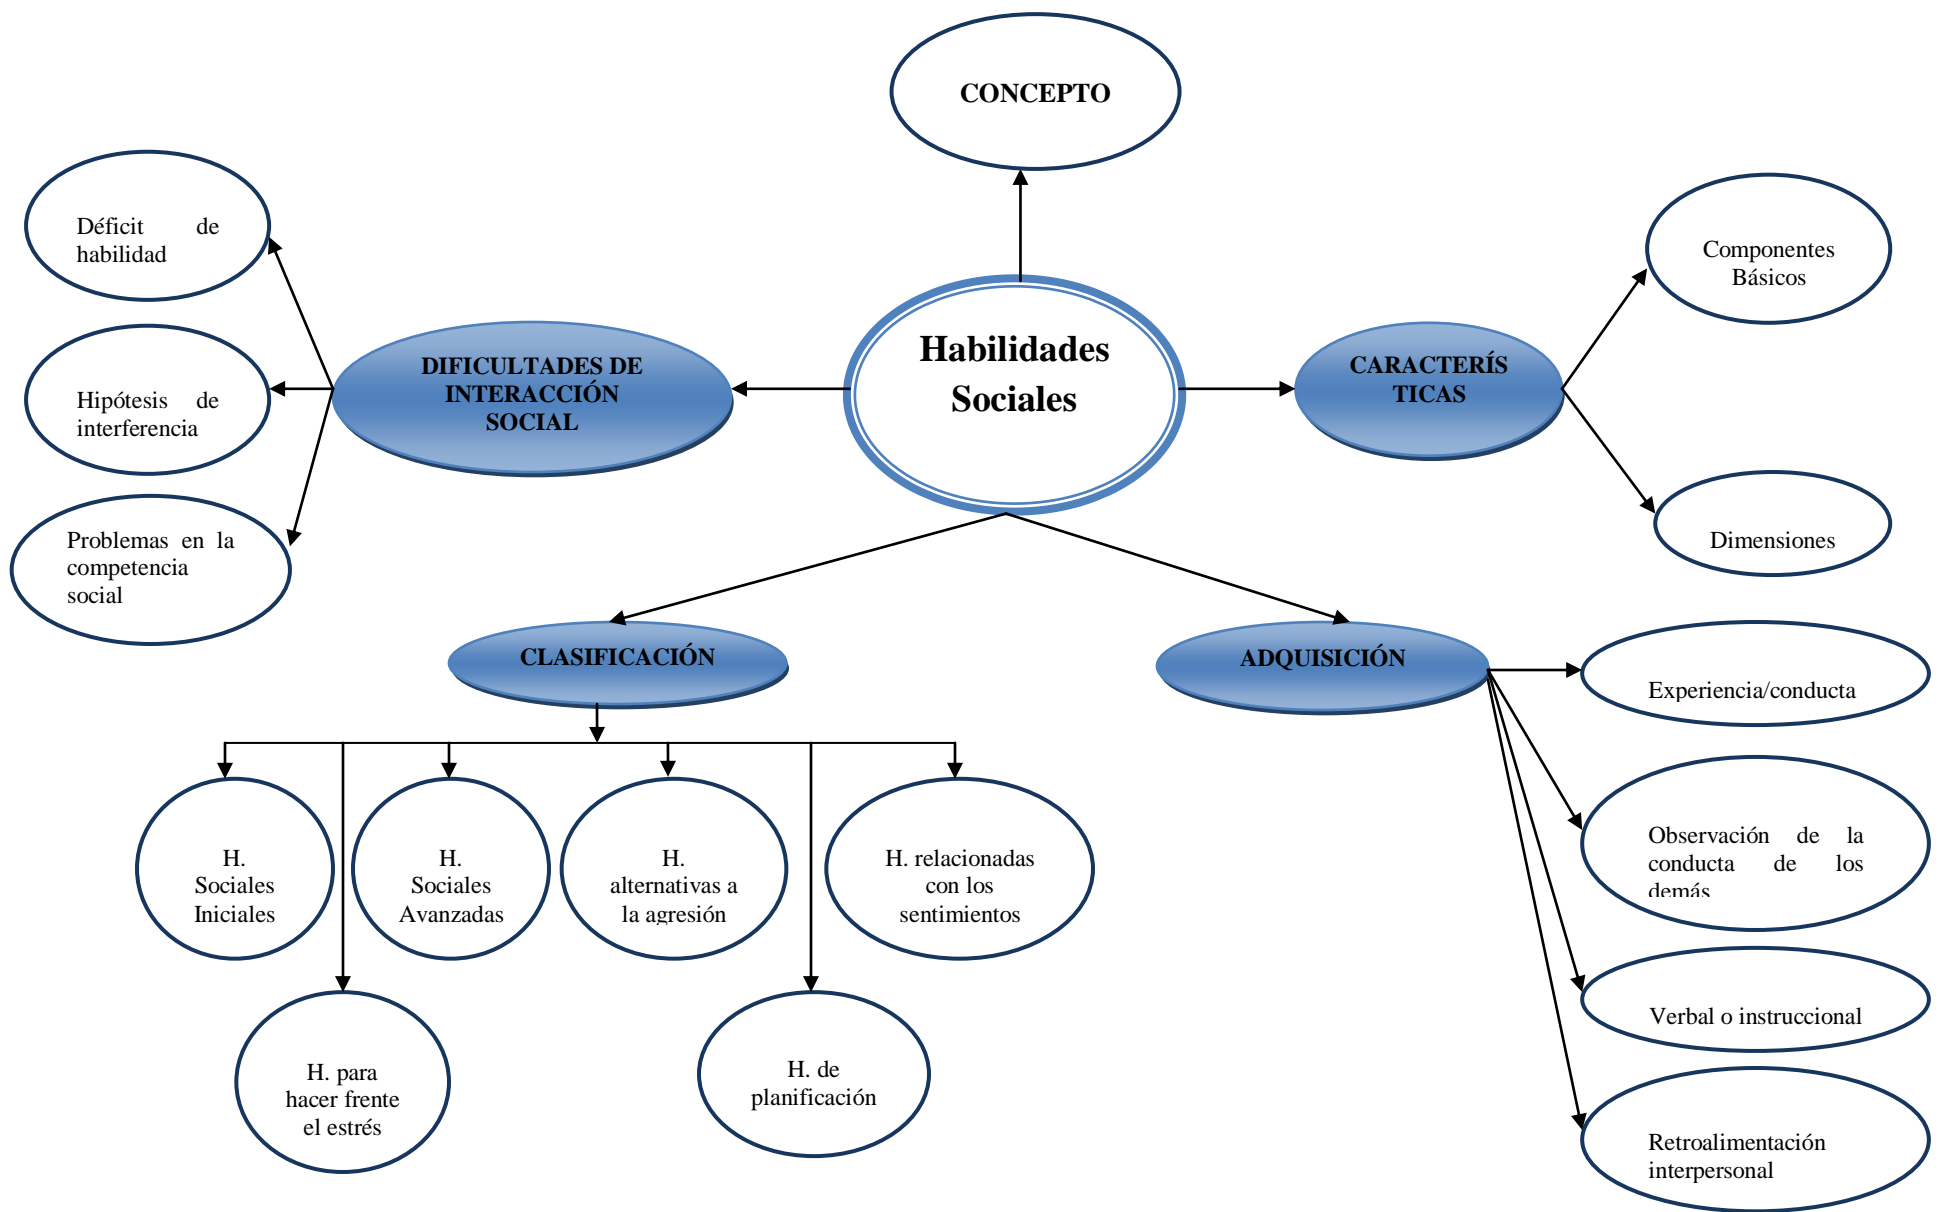 CONCEPTO
Déficit de
habilidad
Componentes
Básicos
Habilidades
Sociales
DIFICULTADES DE
INTERACCIÓN
SOCIAL
CARACTERÍS
TICAS
Hipótesis de
interferencia
Problemas en la
competencia
social
Dimensiones
CLASIFICACIÓN
ADQUISICIÓN
Experiencia/conducta
Observación de la
conducta de los
demás
H.
Sociales
Iniciales
H.
Sociales
Avanzadas
H.
alternativas a
la agresión
H. relacionadas
con los
sentimientos
Verbal o instruccional
H. para
hacer frente
el estrés
H. de
planificación
Retroalimentación
interpersonal